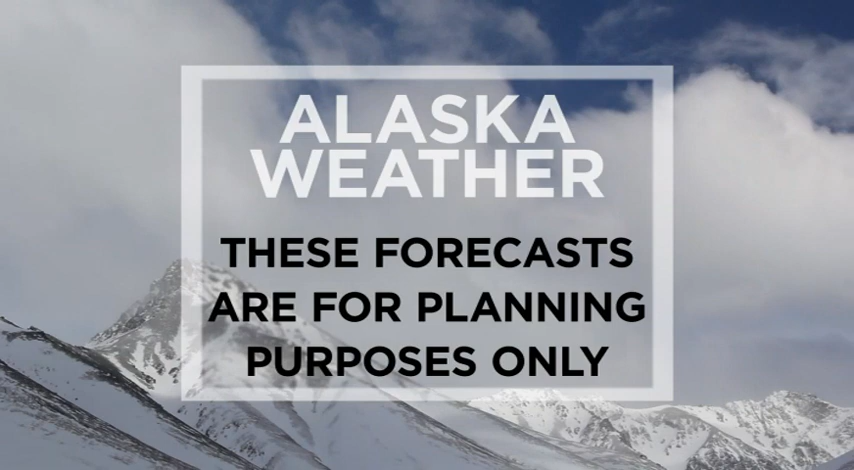 ALASKA
WEATHER
THESE FORECASTS
ARE FOR PLANNING
PURPOSES ONLY